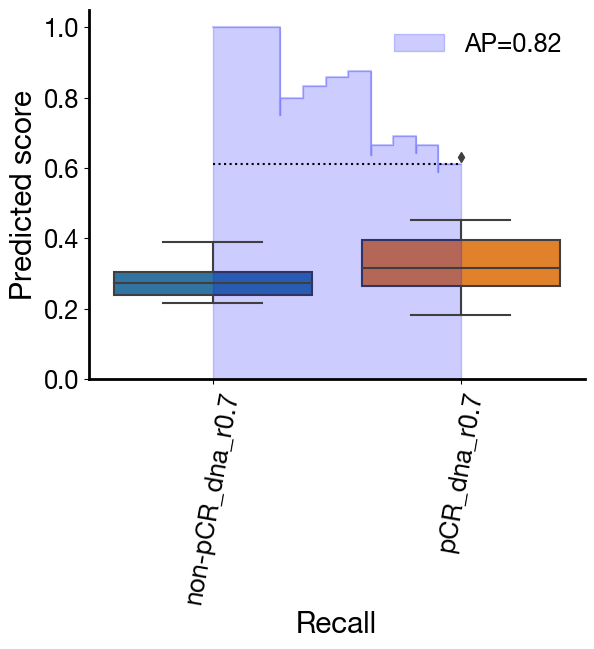 AP=0.82
Predicted score
1.0
0.8
0.6
0.4
0.2
0.0
non-pCR_dna_r0.7
pCR_dna_r0.7
Recall